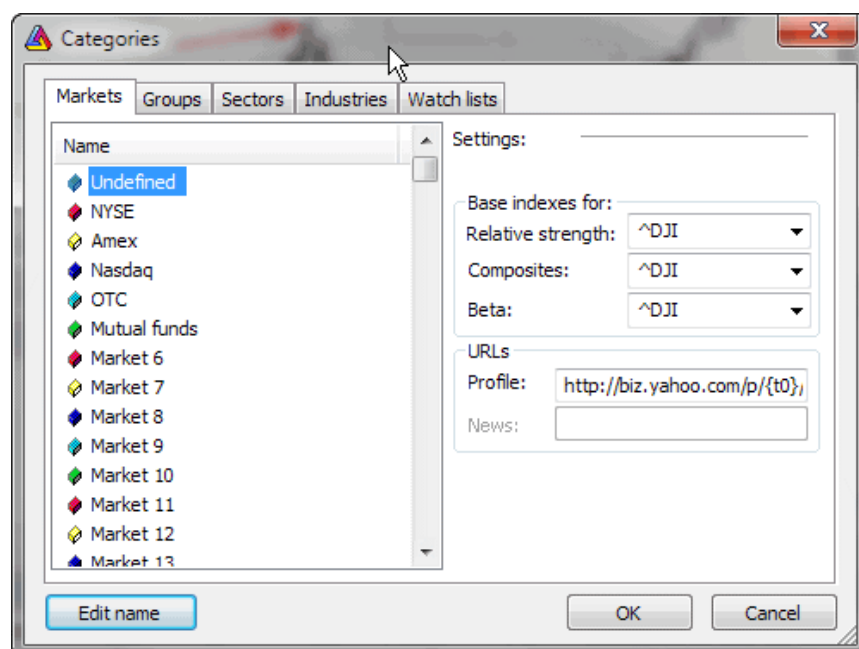 Categories
Markets Groups Sectors Industries Watch lists
Name
Undefined
NYSE
Amex
Nasdaq
OTC
Mutual funds
Market 6
Market 7
Market 8
Market 9
Market 10
Market 11
Market 12
Market 13
Settings:
Base indexes for:
Relative strength: ^DJI
Composites: ^DJI
Beta: ^DJI
URLs
Profile: http://biz.yahoo.com/p/{t0}/
News:
Edit name OK Cancel